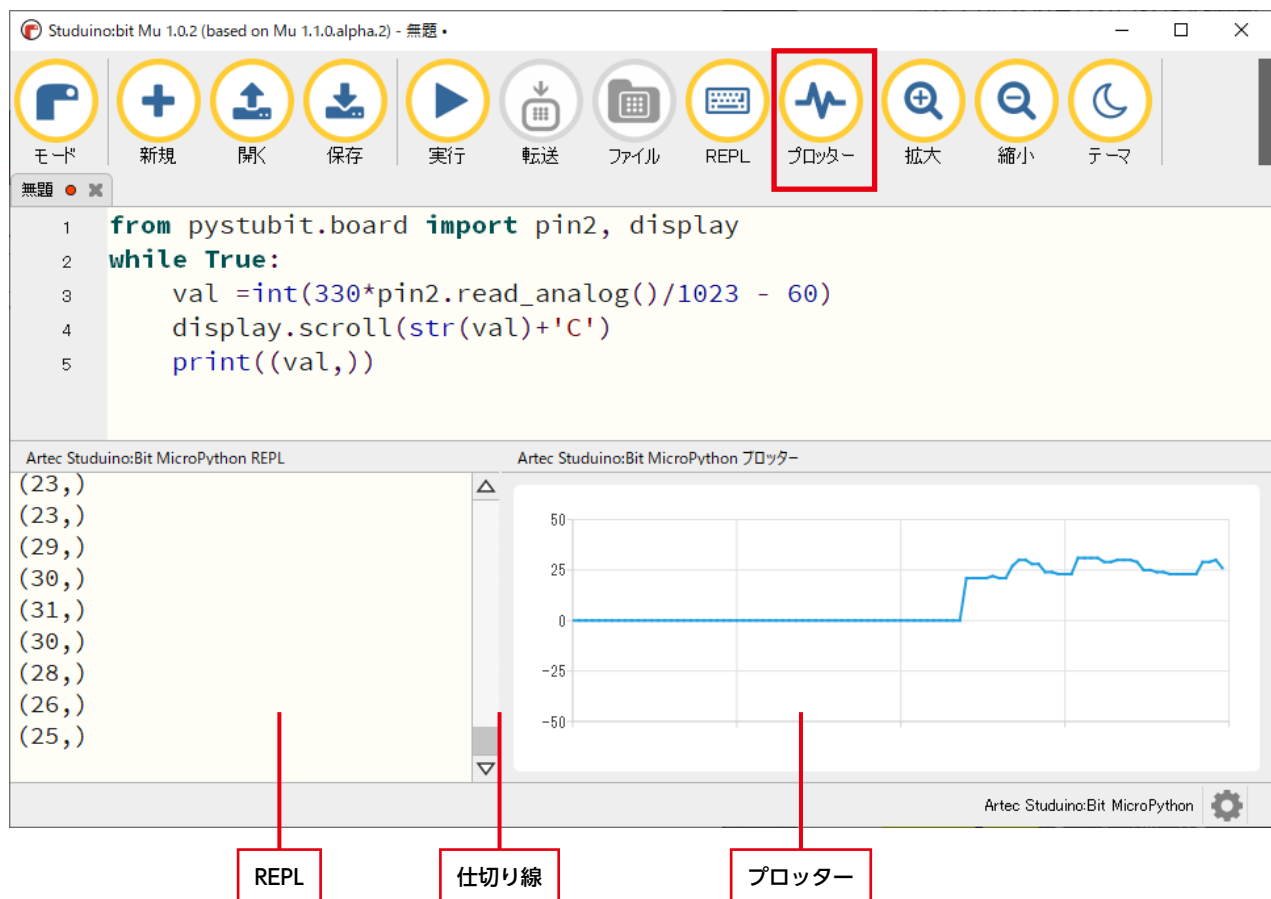 Studuino:bit Mu 1.0.2 (based on Mu 1.1.0.alpha.2) - 無題 •
モード 新規 開く 保存 実行 転送 ファイル REPL プロッター 拡大 縮小 テーマ
無題
1 from pystubit.board import pin2, display
2 while True:
3 val =int(330*pin2.read_analog()/1023 - 60)
4 display.scroll(str(val)+'C')
5 print((val,))
Artec Studuino:Bit MicroPython REPL
(23,)
(23,)
(29,)
(30,)
(31,)
(30,)
(28,)
(26,)
(25,)
Artec Studuino:Bit MicroPython プロッター
50
25
0
-25
-50
Artec Studuino:Bit MicroPython
REPL 仕切り線 プロッター